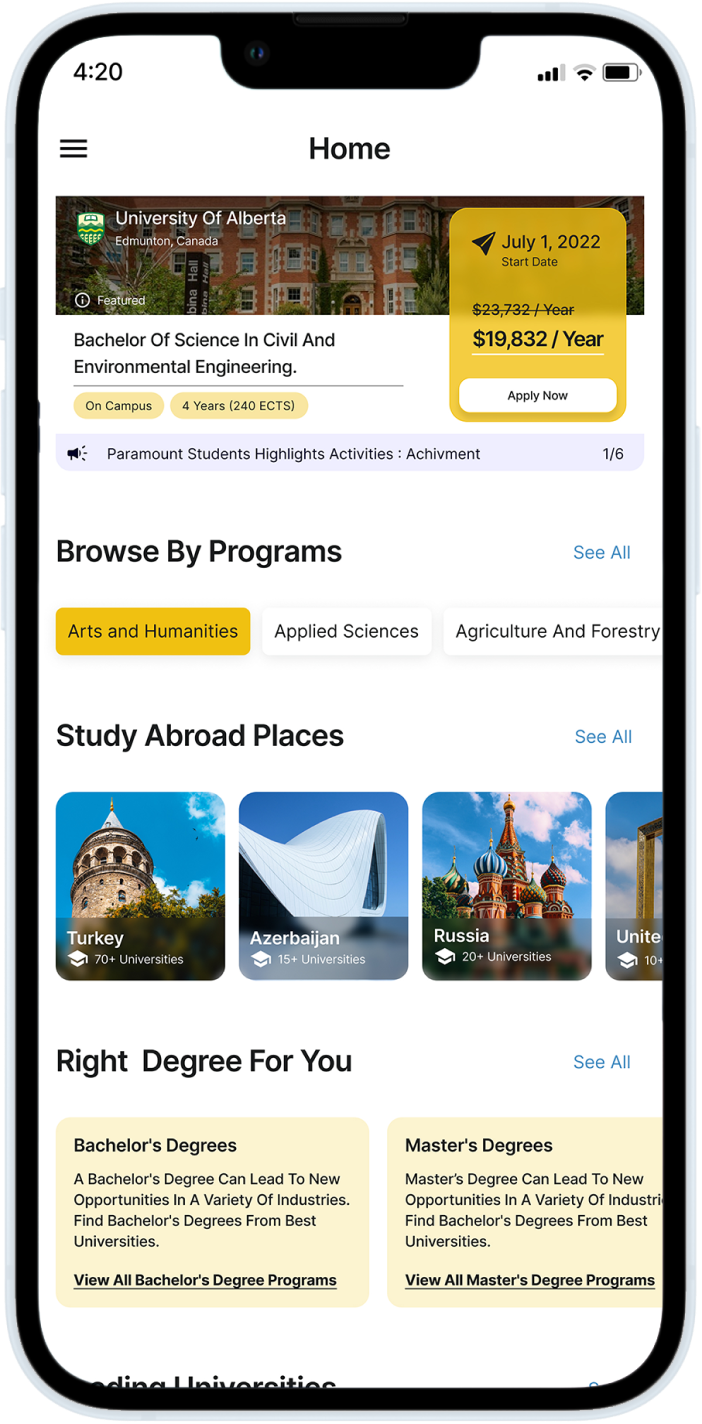 4:20
Home
University Of Alberta
Edmunton, Canada
Featured
July 1, 2022
Start Date
$23,732 / Year
$19,832 / Year
Apply Now
Bachelor Of Science In Civil And
Environmental Engineering.
On Campus
4 Years (240 ECTS)
Paramount Students Highlights Activities : Achivment
1/6
Browse By Programs
See All
Arts and Humanities
Applied Sciences
Agriculture And Forestry
Study Abroad Places
See All
Turkey
70+ Universities
Azerbaijan
15+ Universities
Russia
20+ Universities
Unite
10+
Right Degree For You
See All
Bachelor's Degrees
A Bachelor's Degree Can Lead To New
Opportunities In A Variety Of Industries.
Find Bachelor's Degrees From Best
Universities.
View All Bachelor's Degree Programs
Master's Degrees
Master’s Degree Can Lead To New
Opportunities In A Variety Of Industri
Find Bachelor's Degrees From Best
Universities.
View All Master's Degree Programs
Universities